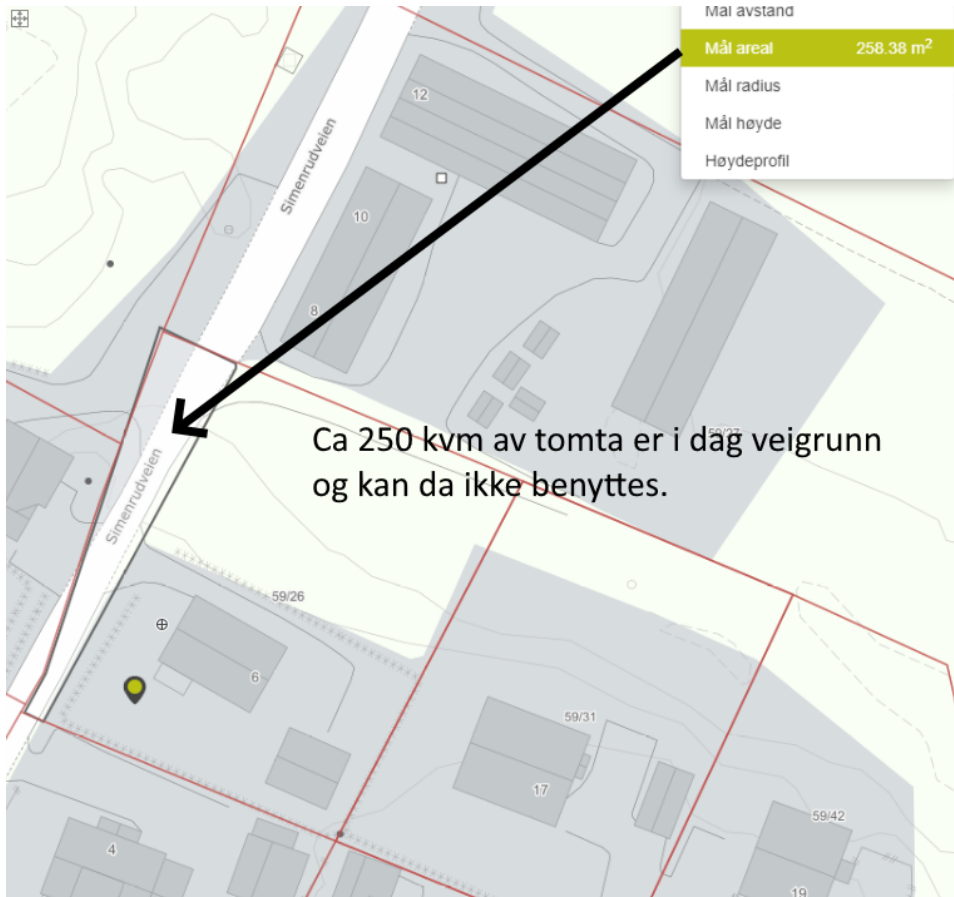 Mål avstand
Mål areal 258.38 m²
Mål radius
Mål høyde
Høydeprofil
12
Simenrudveien
10
8
59/27
Ca 250 kvm av tomta er i dag veigrunn
og kan da ikke benyttes.
Simenrudveien
59/26
6
59/31
17
59/42
4
19